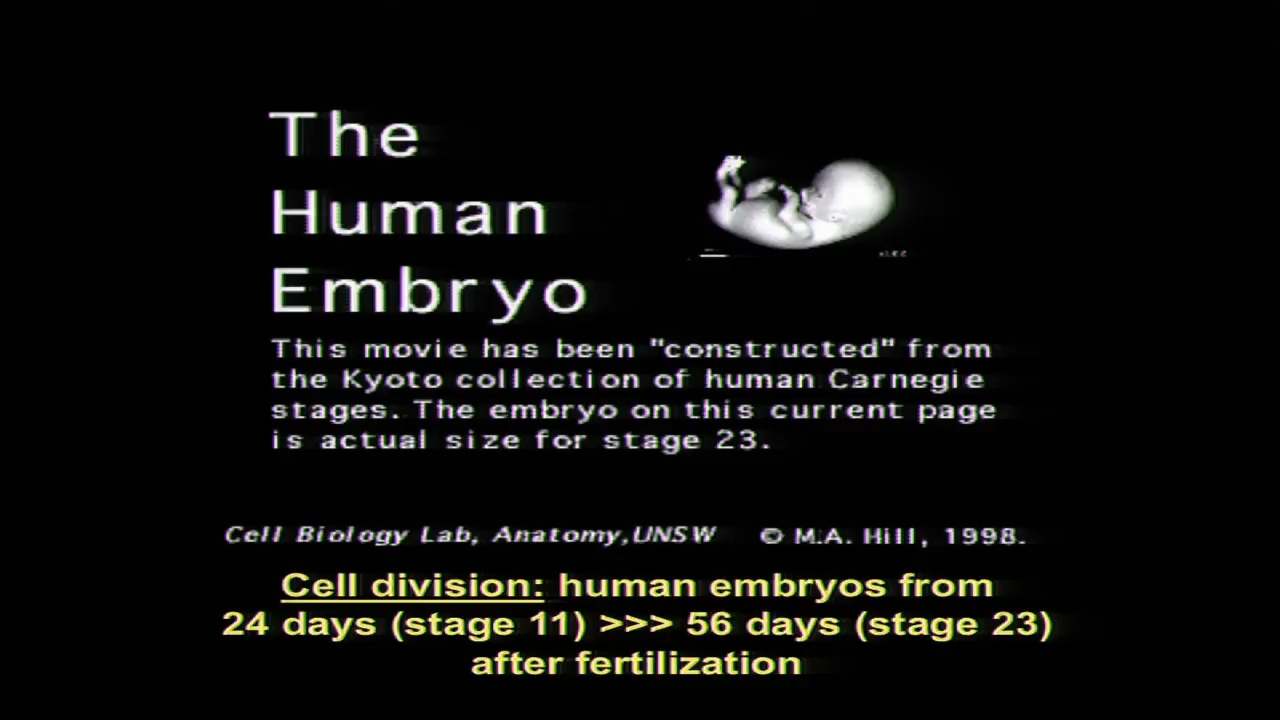 The
Human
Embryo
This movie has been "constructed" from
the Kyoto collection of human Carnegie
stages. The embryo on this current page
is actual size for stage 23.
Cell Biology Lab, Anatomy,UNSW © M.A. Hill, 1998.
Cell division: human embryos from
24 days (stage 11) >>> 56 days (stage 23)
after fertilization